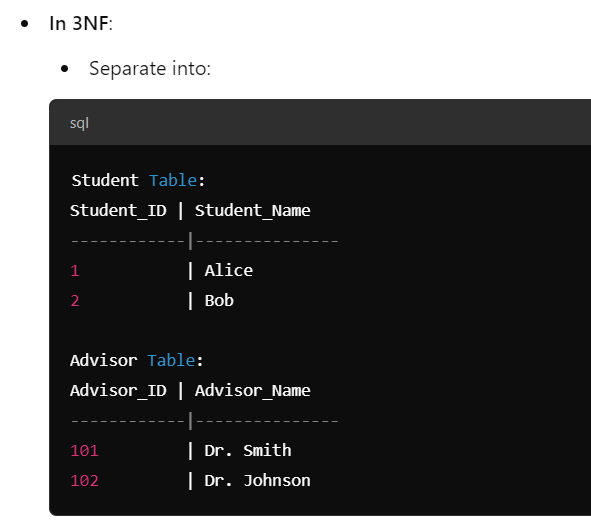 • In 3NF:
• Separate into:
sql
Student Table:
Student_ID | Student_Name
------------|---------------
1           | Alice
2           | Bob
Advisor Table:
Advisor_ID | Advisor_Name
------------|---------------
101         | Dr. Smith
102         | Dr. Johnson